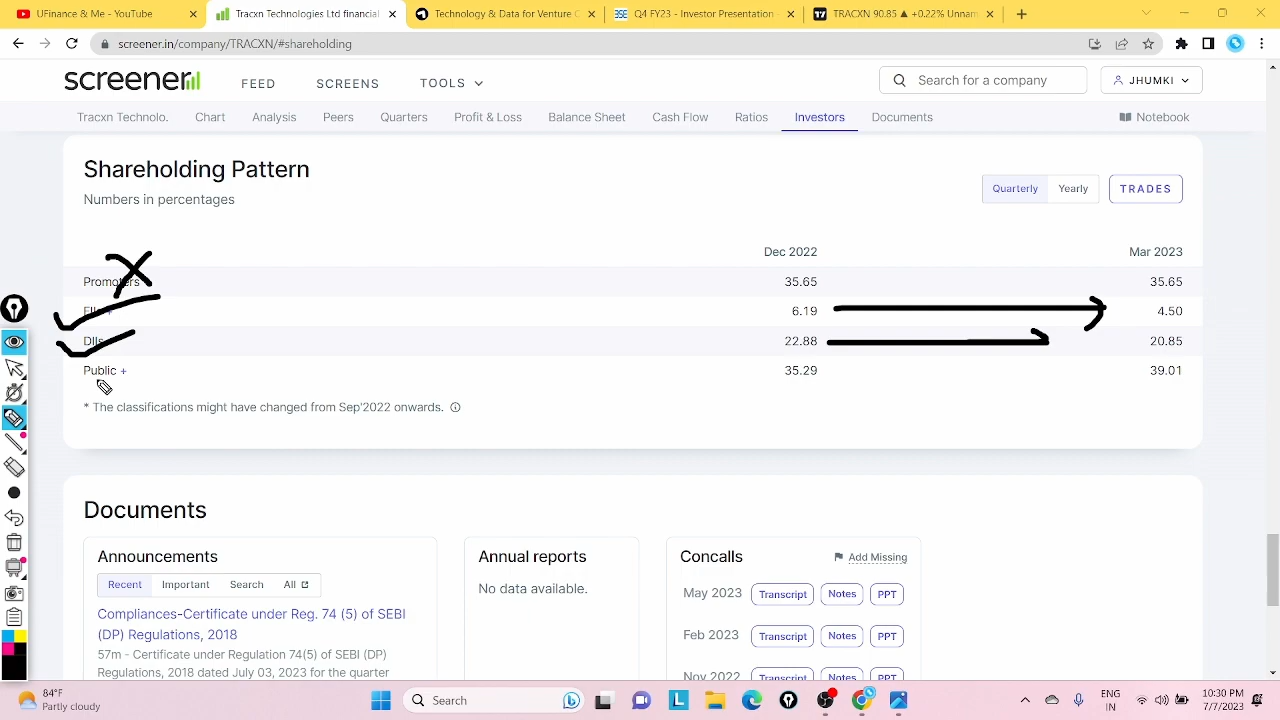 UFinance & Me - YouTube
Tracxn Technologies Ltd financial
Technology & Data for Venture C
Q4 FY23 - Investor Presentation -
TRACXN 90.85 ▲ +0.22% Unnam
screener.in/company/TRACXN/#shareholding
screener
FEED
SCREENS
TOOLS
Search for a company
JHUMKI
Tracxn Technolo.
Chart
Analysis
Peers
Quarters
Profit & Loss
Balance Sheet
Cash Flow
Ratios
Investors
Documents
Notebook
Shareholding Pattern
Numbers in percentages
Quarterly
Yearly
TRADES
Dec 2022 Mar 2023
Promoters 35.65 35.65
6.19 4.50
DIIs 22.88 20.85
Public + 35.29 39.01
* The classifications might have changed from Sep'2022 onwards.
Documents
Announcements
Recent
Important
Search
All
Compliances-Certificate under Reg. 74 (5) of SEBI
(DP) Regulations, 2018
57m - Certificate under Regulation 74(5) of SEBI (DP)
Regulations, 2018 dated July 03, 2023 for the quarter
Annual reports
No data available.
Concalls
Add Missing
May 2023 Transcript Notes PPT
Feb 2023 Transcript Notes PPT
Nov 2022 Transcript Notes PPT
84°F
Partly cloudy
Search
ENG
IN
10:30 PM
7/7/2023